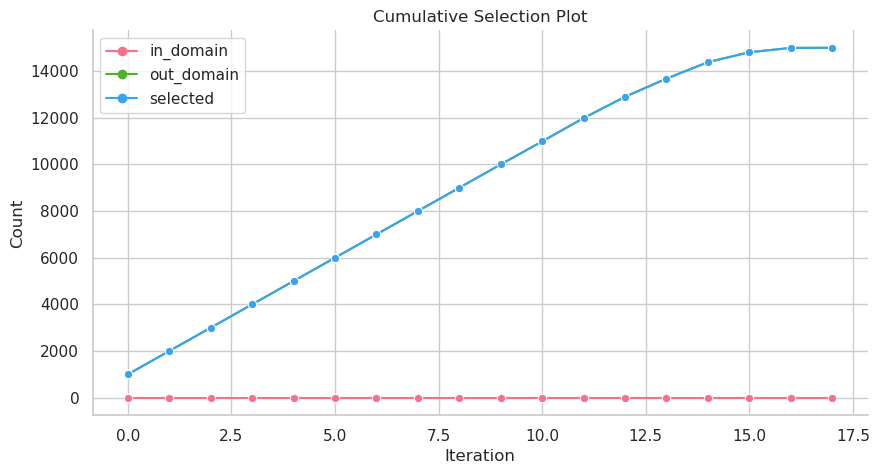 Cumulative Selection Plot
in_domain
out_domain
selected
Count
14000
12000
10000
8000
6000
4000
2000
0
0.0 2.5 5.0 7.5 10.0 12.5 15.0 17.5
Iteration